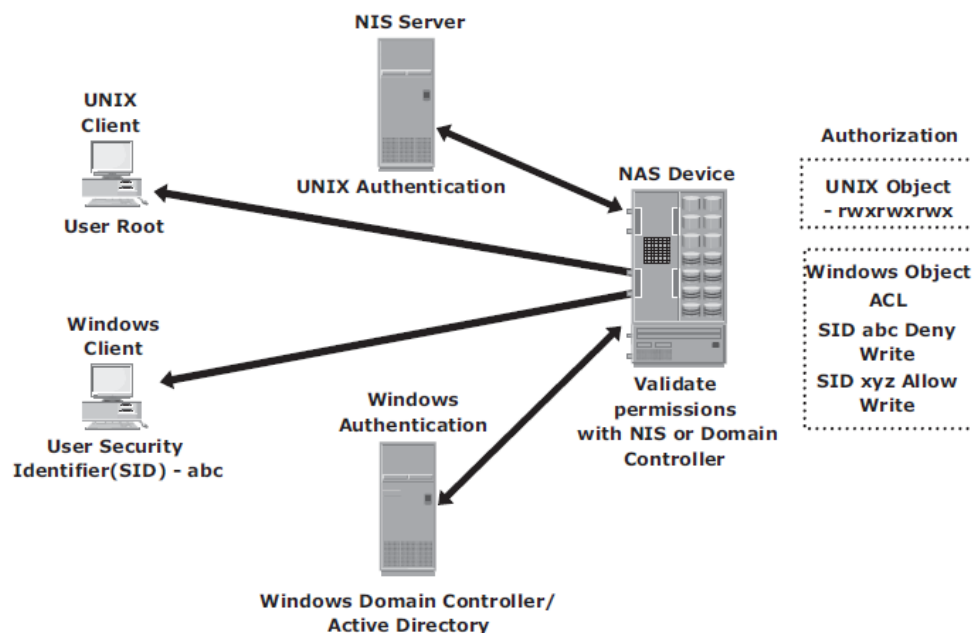 NIS Server
UNIX
Client
UNIX Authentication
User Root
NAS Device
Authorization
UNIX Object
- rwxrwxrwx
Windows Object
ACL
SID abc Deny
Write
SID xyz Allow
Write
Windows
Client
User Security
Identifier(SID) - abc
Windows
Authentication
Validate
permissions
with NIS or Domain
Controller
Windows Domain Controller/
Active Directory